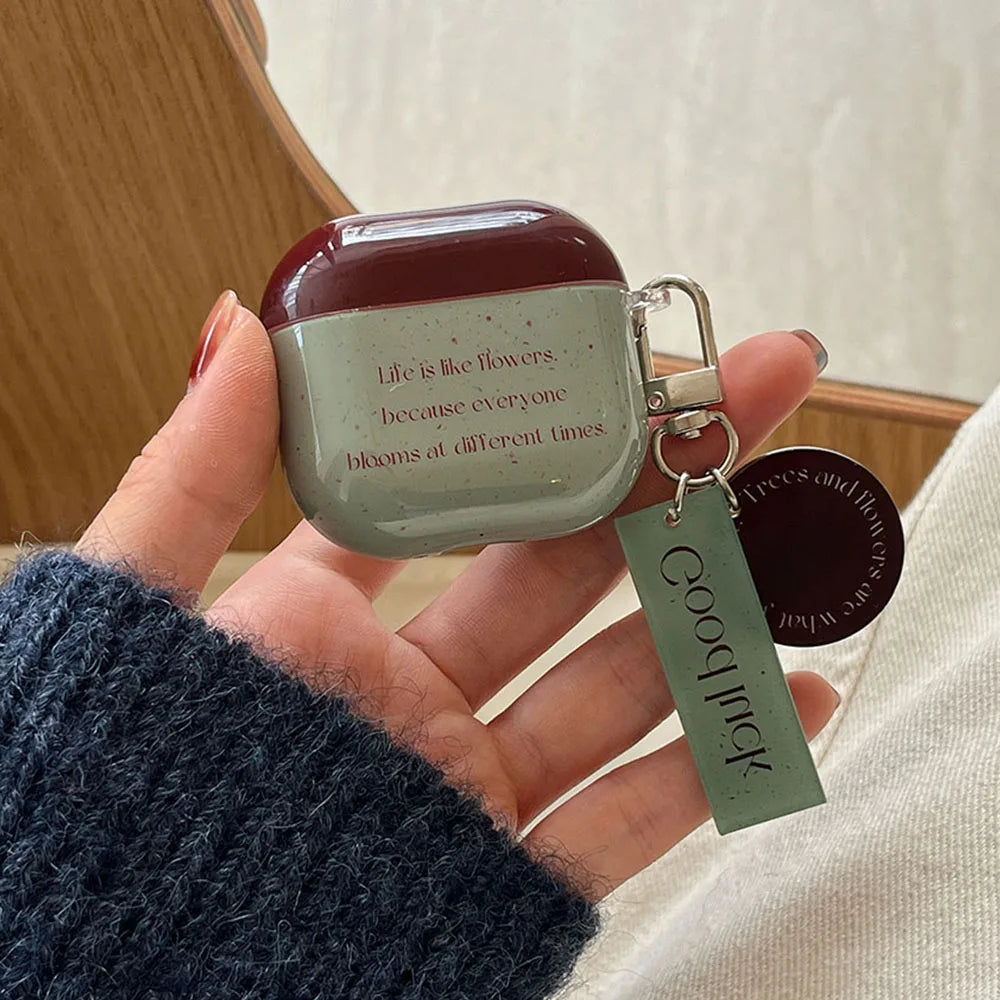 Life is like flowers.
because everyone
blooms at different times.
Trees and flowers are what
Good luck